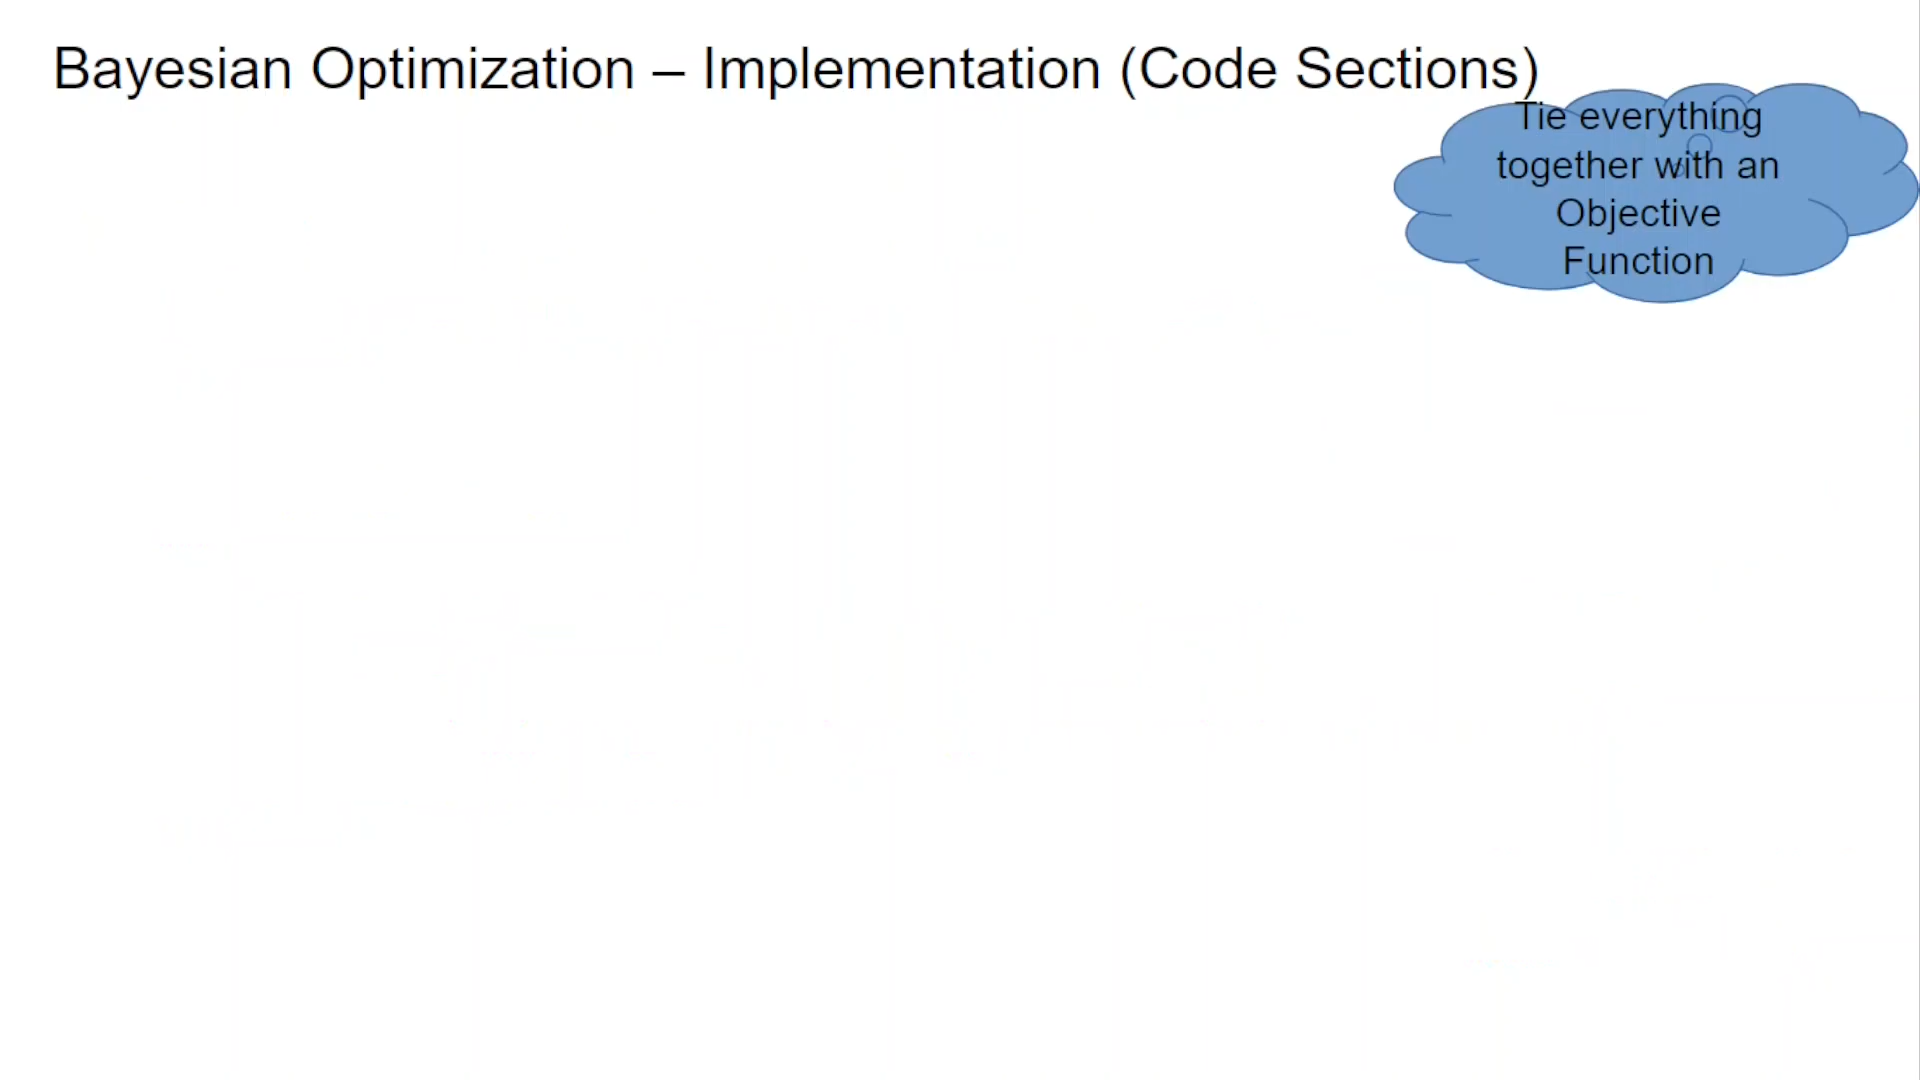 Bayesian Optimization – Implementation (Code Sections)
Tie everything
together with an
Objective
Function